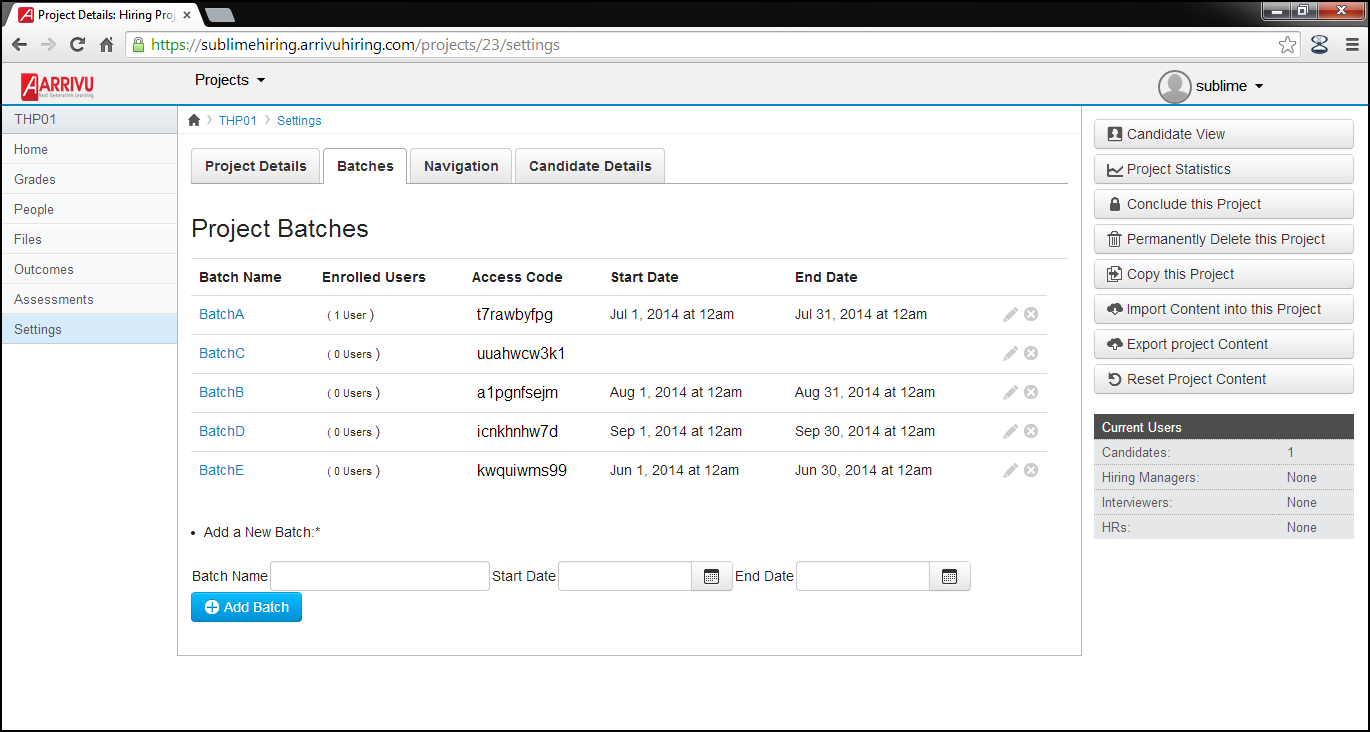 Project Details: Hiring Proj
https://sublimehiring.arrivuhiring.com/projects/23/settings
ARRIVU
Next Generation Learning
Projects
sublime
THP01
Home
Grades
People
Files
Outcomes
Assessments
Settings
THP01 Settings
Project Details Batches Navigation Candidate Details
Project Batches
Batch Name Enrolled Users Access Code Start Date End Date
BatchA ( 1 User ) t7rawbyfpg Jul 1, 2014 at 12am Jul 31, 2014 at 12am
BatchC ( 0 Users ) uuahwcw3k1
BatchB ( 0 Users ) a1pgnfsejm Aug 1, 2014 at 12am Aug 31, 2014 at 12am
BatchD ( 0 Users ) icnkhnhw7d Sep 1, 2014 at 12am Sep 30, 2014 at 12am
BatchE ( 0 Users ) kwquiwms99 Jun 1, 2014 at 12am Jun 30, 2014 at 12am
• Add a New Batch:*
Batch Name Start Date End Date
Add Batch
Candidate View
Project Statistics
Conclude this Project
Permanently Delete this Project
Copy this Project
Import Content into this Project
Export project Content
Reset Project Content
Current Users
Candidates: 1
Hiring Managers: None
Interviewers: None
HRs: None